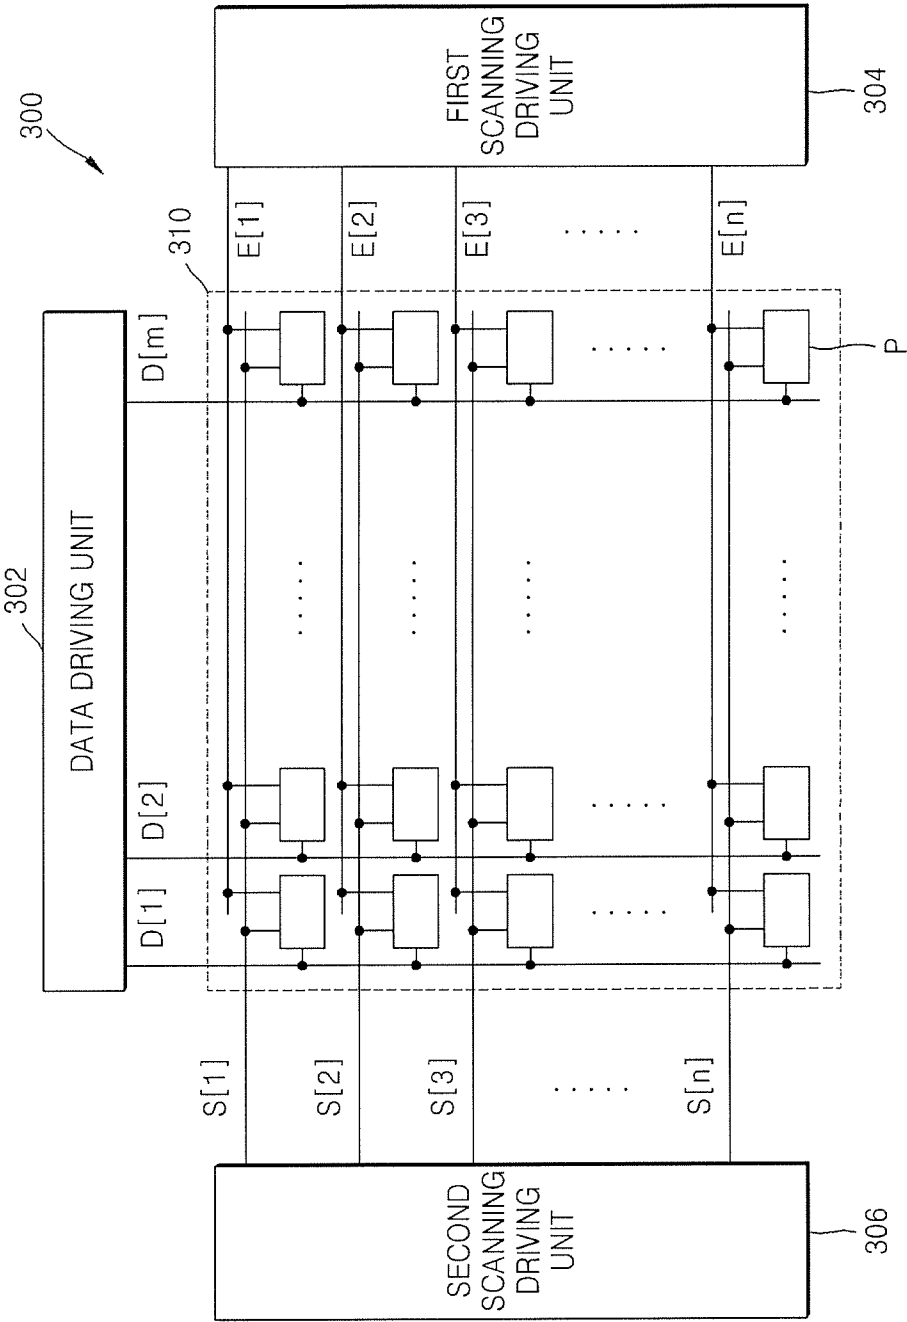 300
302
DATA DRIVING UNIT
310
D[1]
D[2]
D[m]
S[1]
E[1]
S[2]
E[2]
S[3]
E[3]
. . . . .
S[n]
E[n]
SECOND
SCANNING
DRIVING
UNIT
FIRST
SCANNING
DRIVING
UNIT
306
P
304